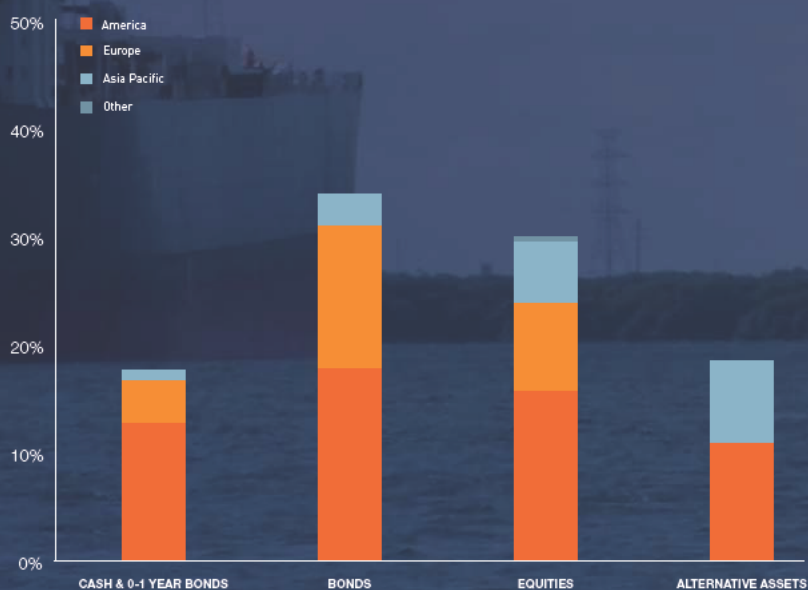 50%
America
Europe
Asia Pacific
40%
Other
30%
20%
10%
0%
CASH & 0-1 YEAR BONDS BONDS EQUITIES ALTERNATIVE ASSETS